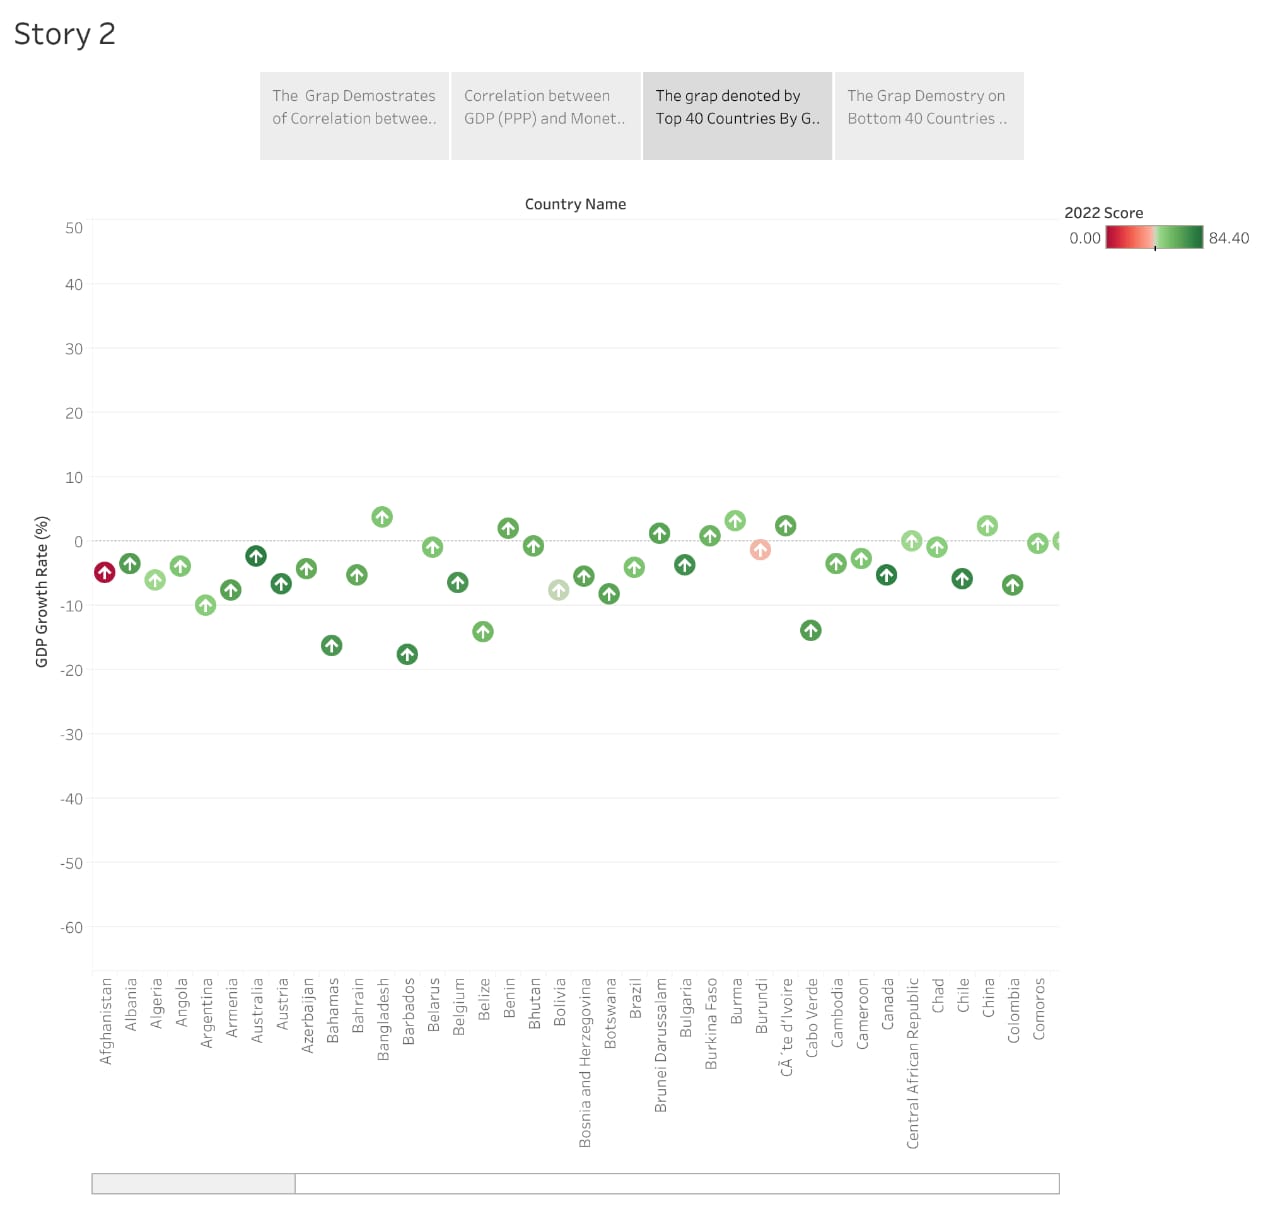 Story 2
The Grap Demostrates
of Correlation betwee..
Correlation between
GDP (PPP) and Monet..
The grap denoted by
Top 40 Countries By G..
The Grap Demostry on
Bottom 40 Countries ..
Country Name
2022 Score
0.00
84.40
GDP Growth Rate (%)
50
40
30
20
10
0
-10
-20
-30
-40
-50
-60
Afghanistan
Albania
Algeria
Angola
Argentina
Armenia
Australia
Austria
Azerbaijan
Bahamas
Bahrain
Bangladesh
Barbados
Belarus
Belgium
Belize
Benin
Bhutan
Bolivia
Bosnia and Herzegovina
Botswana
Brazil
Brunei Darussalam
Bulgaria
Burkina Faso
Burma
Burundi
CÃ´te d'Ivoire
Cabo Verde
Cambodia
Cameroon
Canada
Central African Republic
Chad
Chile
China
Colombia
Comoros